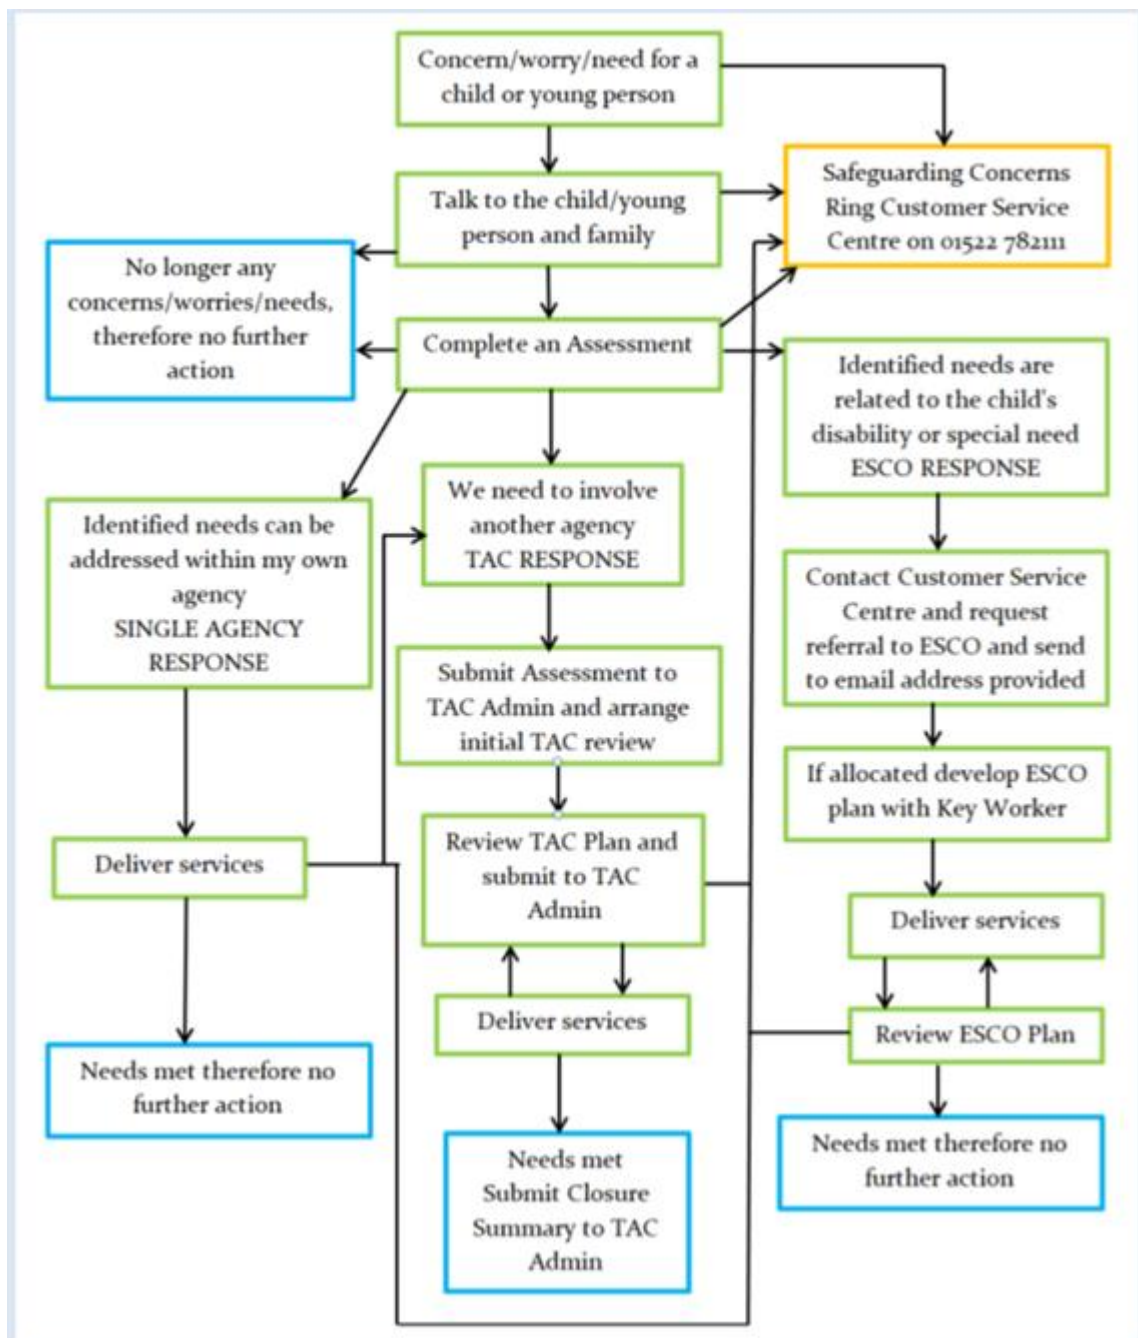 Concern/worry/need for a
child or young person
Safeguarding Concerns
Ring Customer Service
Centre on 01522 782111
Talk to the child/young
person and family
No longer any
concerns/worries/needs,
therefore no further
action
Complete an Assessment
Identified needs are
related to the child's
disability or special need
ESCO RESPONSE
We need to involve
another agency
TAC RESPONSE
Identified needs can be
addressed within my own
agency
SINGLE AGENCY
RESPONSE
Contact Customer Service
Centre and request
referral to ESCO and send
to email address provided
Submit Assessment to
TAC Admin and arrange
initial TAC review
If allocated develop ESCO
plan with Key Worker
Review TAC Plan and
submit to TAC
Admin
Deliver services
Deliver services
Deliver services
Review ESCO Plan
Needs met therefore no
further action
Needs met
Submit Closure
Summary to TAC
Admin
Needs met therefore no
further action